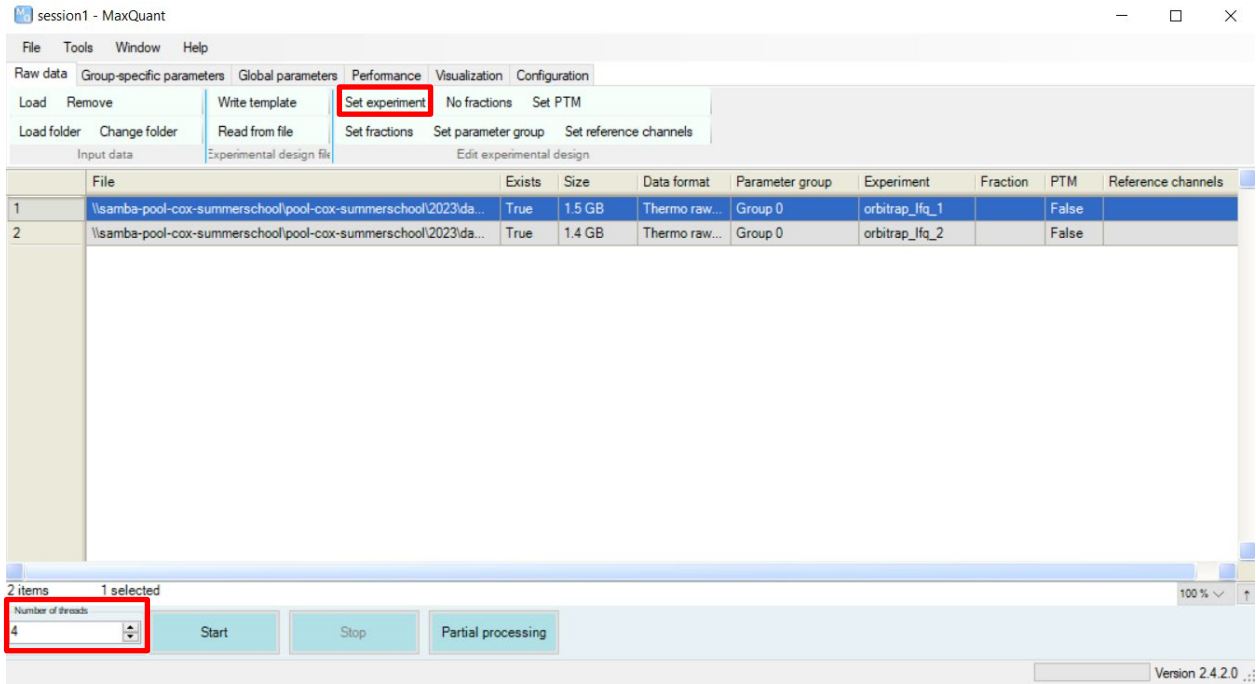 session1 - MaxQuant
File Tools Window Help
Raw data Group-specific parameters Global parameters Performance Visualization Configuration
Load Remove Write template Set experiment No fractions Set PTM
Load folder Change folder Read from file Set fractions Set parameter group Set reference channels
Input data Experimental design file Edit experimental design
File Exists Size Data format Parameter group Experiment Fraction PTM Reference channels
1 \\samba-pool-cox-summerschool\pool-cox-summerschool\2023\da... True 1.5 GB Thermo raw... Group 0 orbitrap_lfq_1 False
2 \\samba-pool-cox-summerschool\pool-cox-summerschool\2023\da... True 1.4 GB Thermo raw... Group 0 orbitrap_lfq_2 False
2 items 1 selected
100 %
Number of threads
4 Start Stop Partial processing
Version 2.4.2.0